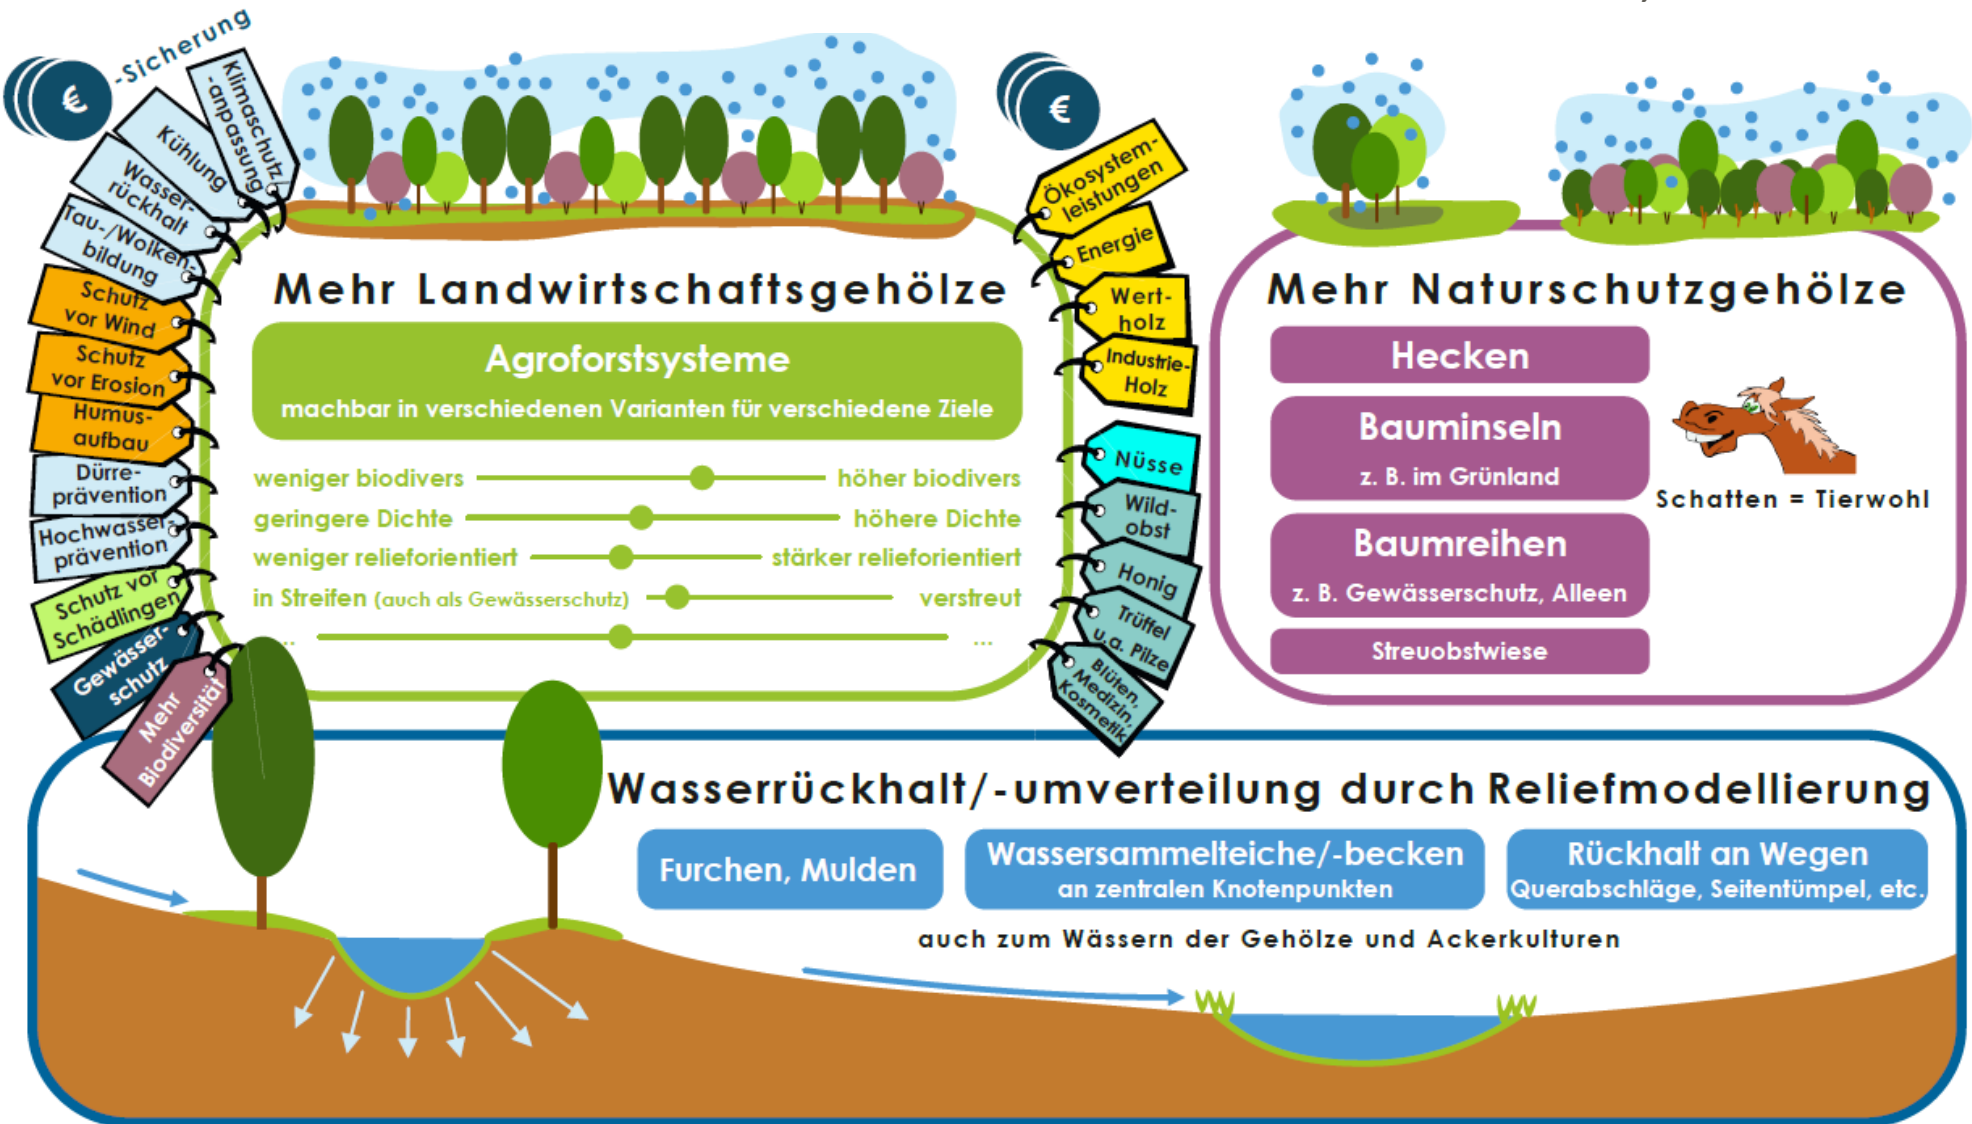 €
-Sicherung
Klimaschutz/
-anpassung
Kühlung
Wasser-
rückhalt
Tau-/Wolken-
bildung
Schutz
vor Wind
Schutz
vor Erosion
Humus-
aufbau
Dürre-
prävention
Hochwasser-
prävention
Schutz vor
Schädlingen
Gewässer-
schutz
Mehr
Biodiversität
Mehr Landwirtschaftsgehölze
Agroforstsysteme
machbar in verschiedenen Varianten für verschiedene Ziele
weniger biodivers höher biodivers
geringere Dichte höhere Dichte
weniger relieforientiert stärker relieforientiert
in Streifen (auch als Gewässerschutz) verstreut
... ...
€
Ökosystem-
leistungen
Energie
Wert-
holz
Industrie-
Holz
Nüsse
Wild-
obst
Honig
Trüffel
u.a. Pilze
Blüten,
Medizin,
Kosmetik
Mehr Naturschutzgehölze
Hecken
Bauminseln
z. B. im Grünland
Schatten = Tierwohl
Baumreihen
z. B. Gewässerschutz, Alleen
Streuobstwiese
Wasserrückhalt/-umverteilung durch Reliefmodellierung
Furchen, Mulden
Wassersammelteiche/-becken
an zentralen Knotenpunkten
Rückhalt an Wegen
Querabschläge, Seitentümpel, etc.
auch zum Wässern der Gehölze und Ackerkulturen